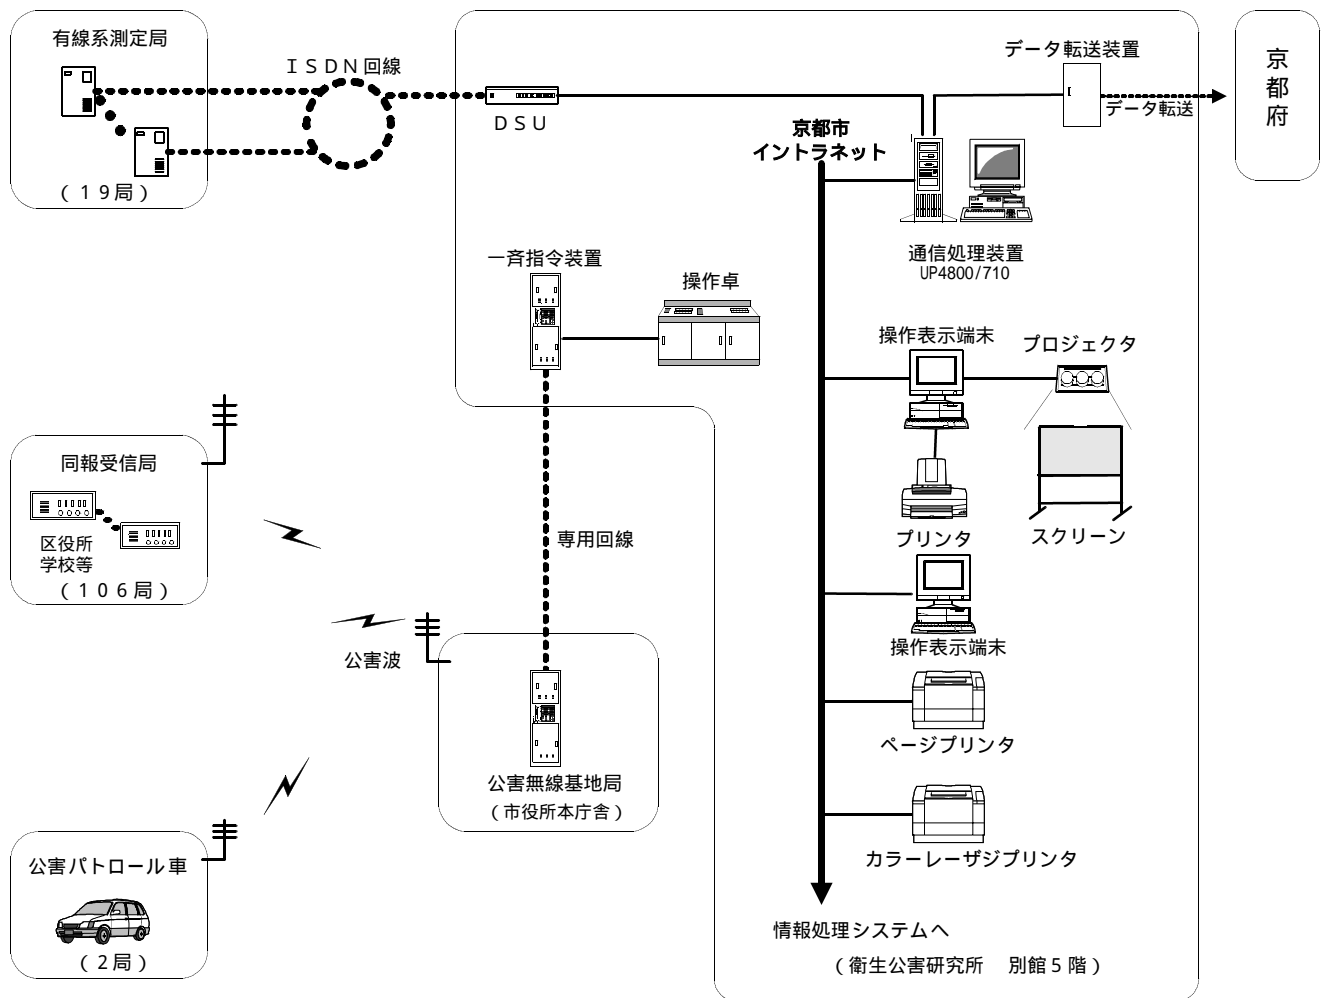 有線系測定局
(19局)
ISDN回線
DSU
データ転送装置
データ転送
京都府
京都市
イントラネット
通信処理装置
UP4800/710
一斉指令装置
操作卓
操作表示端末
プロジェクタ
プリンタ
スクリーン
同報受信局
区役所
学校等
(106局)
専用回線
操作表示端末
公害波
ページプリンタ
公害無線基地局
(市役所本庁舎)
カラーレーザジプリンタ
公害パトロール車
(2局)
情報処理システムへ
(衛生公害研究所 別館5階)